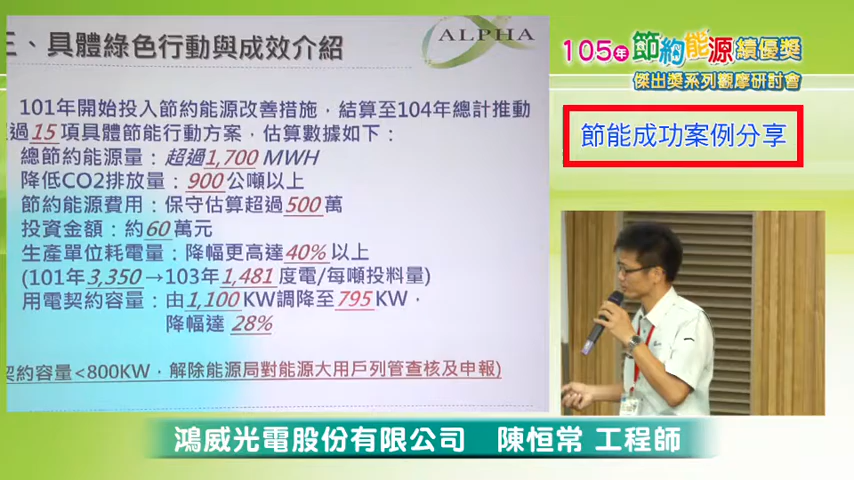 三、具體綠色行動與成效介紹
ALPHA
101年開始投入節約能源改善措施，結算至104年總計推動
過15項具體節能行動方案，估算數據如下：
總節約能源量：超過1,700 MWH
降低CO2排放量：900公噸以上
節約能源費用：保守估算超過500萬
投資金額：約60萬元
生產單位耗電量：降幅更高達40%以上
(101年3,350→103年1,481度電/每噸投料量)
用電契約容量：由1,100KW調降至795KW，
降幅達 28%
契約容量<800KW，解除能源局對能源大用戶列管查核及申報)
105年節約能源績優獎
傑出獎系列觀摩研討會
節能成功案例分享
鴻威光電股份有限公司 陳恒常 工程師